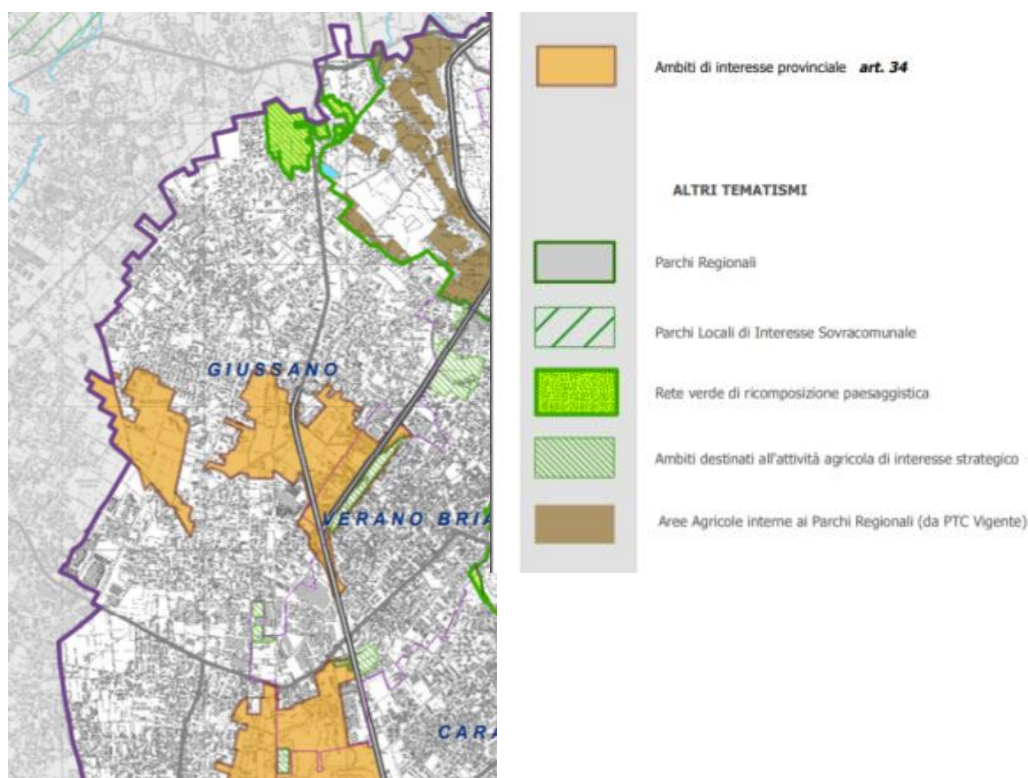 GIUSSANO
VERANO BRIA
CARA
Ambiti di interesse provinciale art. 34
ALTRI TEMATISMI
Parchi Regionali
Parchi Locali di Interesse Sovracomunale
Rete verde di ricomposizione paesaggistica
Ambiti destinati all'attività agricola di interesse strategico
Aree Agricole interne ai Parchi Regionali (da PTC Vigente)